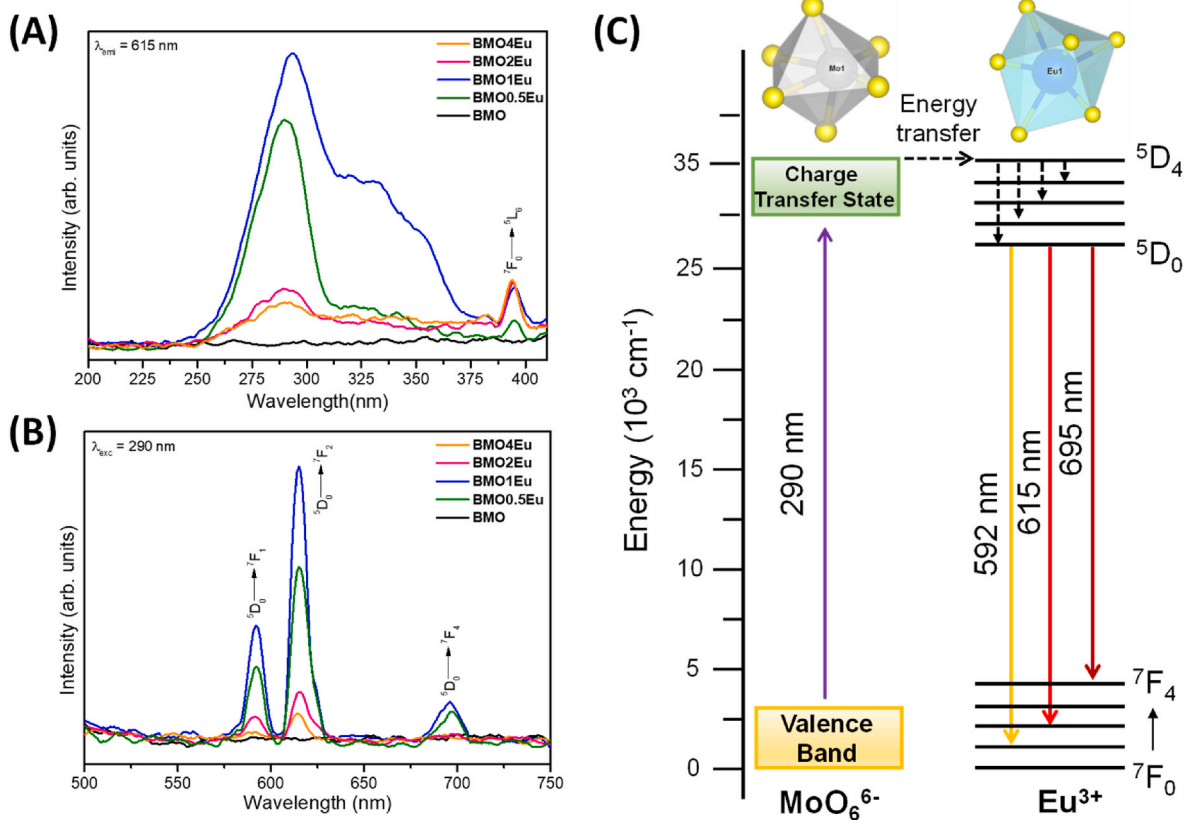 (A)
λemi = 615 nm
BMO4Eu
BMO2Eu
BMO1Eu
BMO0.5Eu
BMO
⁷F₀ → ⁵L₆
Intensity (arb. units)
200 225 250 275 300 325 350 375 400
Wavelength(nm)
(B)
λexc = 290 nm
BMO4Eu
BMO2Eu
BMO1Eu
BMO0.5Eu
BMO
⁵D₀ → ⁷F₁
⁵D₀ → ⁷F₂
⁵D₀ → ⁷F₄
Intensity (arb. units)
500 550 600 650 700 750
Wavelength (nm)
(C)
Mo1
Eu1
Energy
transfer
Charge
Transfer State
⁵D₄
⁵D₀
35
25
20
15
10
5
0
Energy (10³ cm⁻¹)
290 nm
592 nm
615 nm
695 nm
⁷F₄
⁷F₀
Valence
Band
MoO₆⁶⁻
Eu³⁺